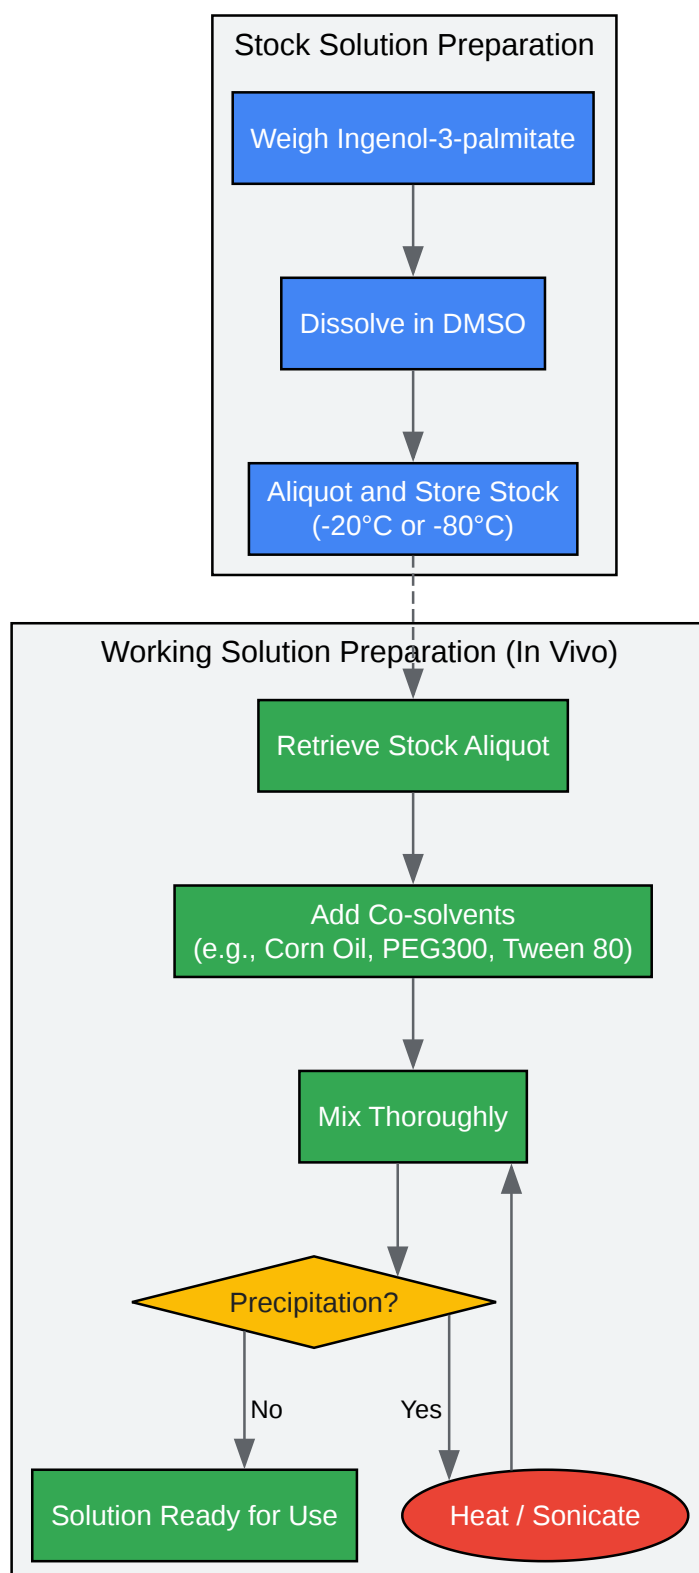 Stock Solution Preparation
Weigh Ingenol-3-palmitate
Dissolve in DMSO
Aliquot and Store Stock
(-20°C or -80°C)
Working Solution Preparation (In Vivo)
Retrieve Stock Aliquot
Add Co-solvents
(e.g., Corn Oil, PEG300, Tween 80)
Mix Thoroughly
Precipitation?
No
Yes
Solution Ready for Use
Heat / Sonicate